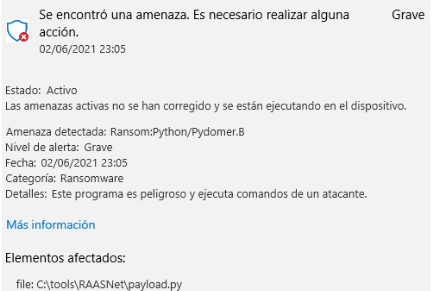 Se encontró una amenaza. Es necesario realizar alguna Grave
acción.
02/06/2021 23:05
Estado: Activo
Las amenazas activas no se han corregido y se están ejecutando en el dispositivo.
Amenaza detectada: Ransom:Python/Pydomer.B
Nivel de alerta: Grave
Fecha: 02/06/2021 23:05
Categoría: Ransomware
Detalles: Este programa es peligroso y ejecuta comandos de un atacante.
Más información
Elementos afectados:
file: C:\tools\RAASNet\payload.py